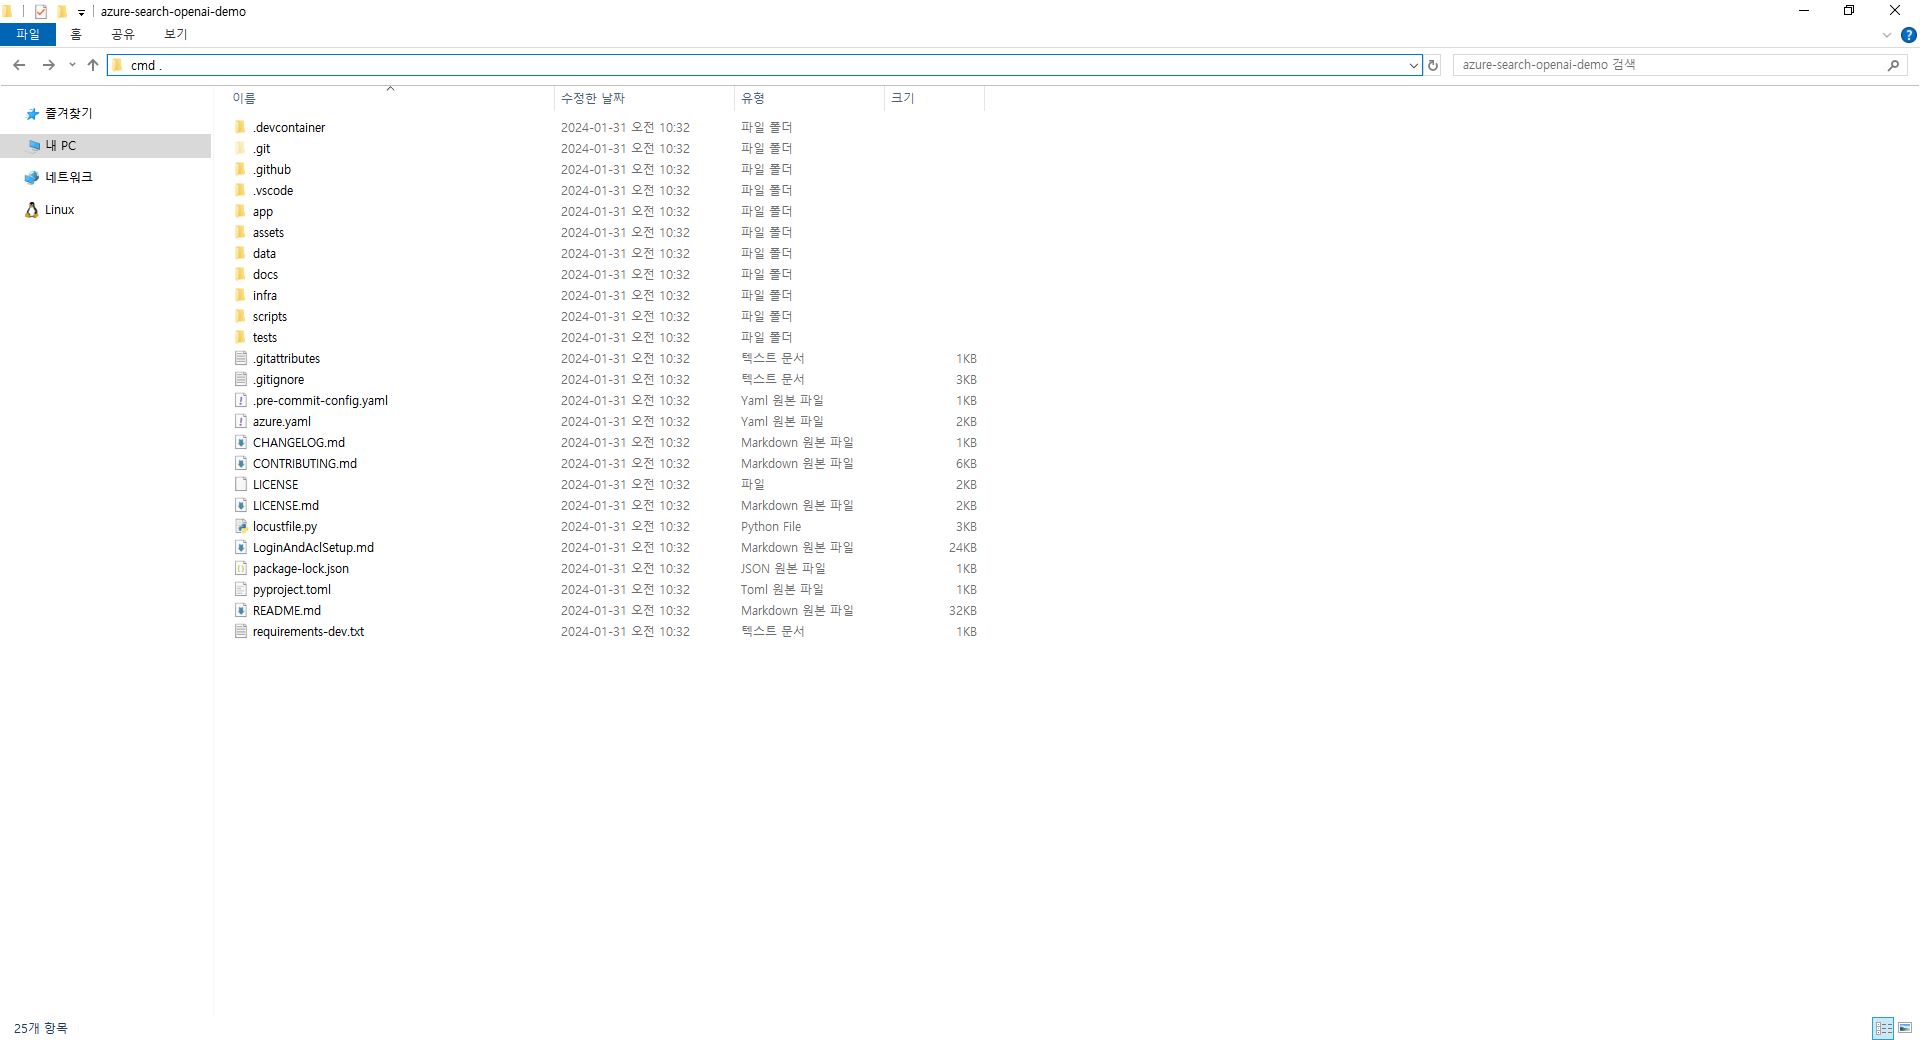 azure-search-openai-demo
파일 홈 공유 보기
cmd .
azure-search-openai-demo 검색
즐겨찾기
내 PC
네트워크
Linux
이름 수정한 날짜 유형 크기
.devcontainer 2024-01-31 오전 10:32 파일 폴더
.git 2024-01-31 오전 10:32 파일 폴더
.github 2024-01-31 오전 10:32 파일 폴더
.vscode 2024-01-31 오전 10:32 파일 폴더
app 2024-01-31 오전 10:32 파일 폴더
assets 2024-01-31 오전 10:32 파일 폴더
data 2024-01-31 오전 10:32 파일 폴더
docs 2024-01-31 오전 10:32 파일 폴더
infra 2024-01-31 오전 10:32 파일 폴더
scripts 2024-01-31 오전 10:32 파일 폴더
tests 2024-01-31 오전 10:32 파일 폴더
.gitattributes 2024-01-31 오전 10:32 텍스트 문서 1KB
.gitignore 2024-01-31 오전 10:32 텍스트 문서 3KB
.pre-commit-config.yaml 2024-01-31 오전 10:32 Yaml 원본 파일 1KB
azure.yaml 2024-01-31 오전 10:32 Yaml 원본 파일 2KB
CHANGELOG.md 2024-01-31 오전 10:32 Markdown 원본 파일 1KB
CONTRIBUTING.md 2024-01-31 오전 10:32 Markdown 원본 파일 6KB
LICENSE 2024-01-31 오전 10:32 파일 2KB
LICENSE.md 2024-01-31 오전 10:32 Markdown 원본 파일 2KB
locustfile.py 2024-01-31 오전 10:32 Python File 3KB
LoginAndAclSetup.md 2024-01-31 오전 10:32 Markdown 원본 파일 24KB
package-lock.json 2024-01-31 오전 10:32 JSON 원본 파일 1KB
pyproject.toml 2024-01-31 오전 10:32 Toml 원본 파일 1KB
README.md 2024-01-31 오전 10:32 Markdown 원본 파일 32KB
requirements-dev.txt 2024-01-31 오전 10:32 텍스트 문서 1KB
25개 항목